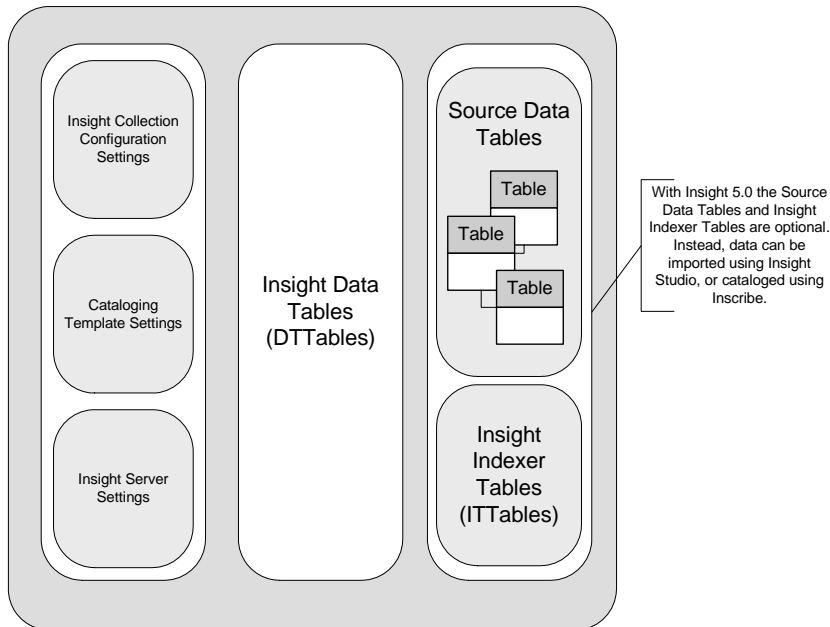 Insight Collection
Configuration
Settings
Cataloging
Template Settings
Insight Server
Settings
Insight Data
Tables
(DTTables)
Source Data
Tables
Table
Table
Table
Insight
Indexer
Tables
(ITTables)
With Insight 5.0 the Source
Data Tables and Insight
Indexer Tables are optional.
Instead, data can be
imported using Insight
Studio, or cataloged using
Inscribe.